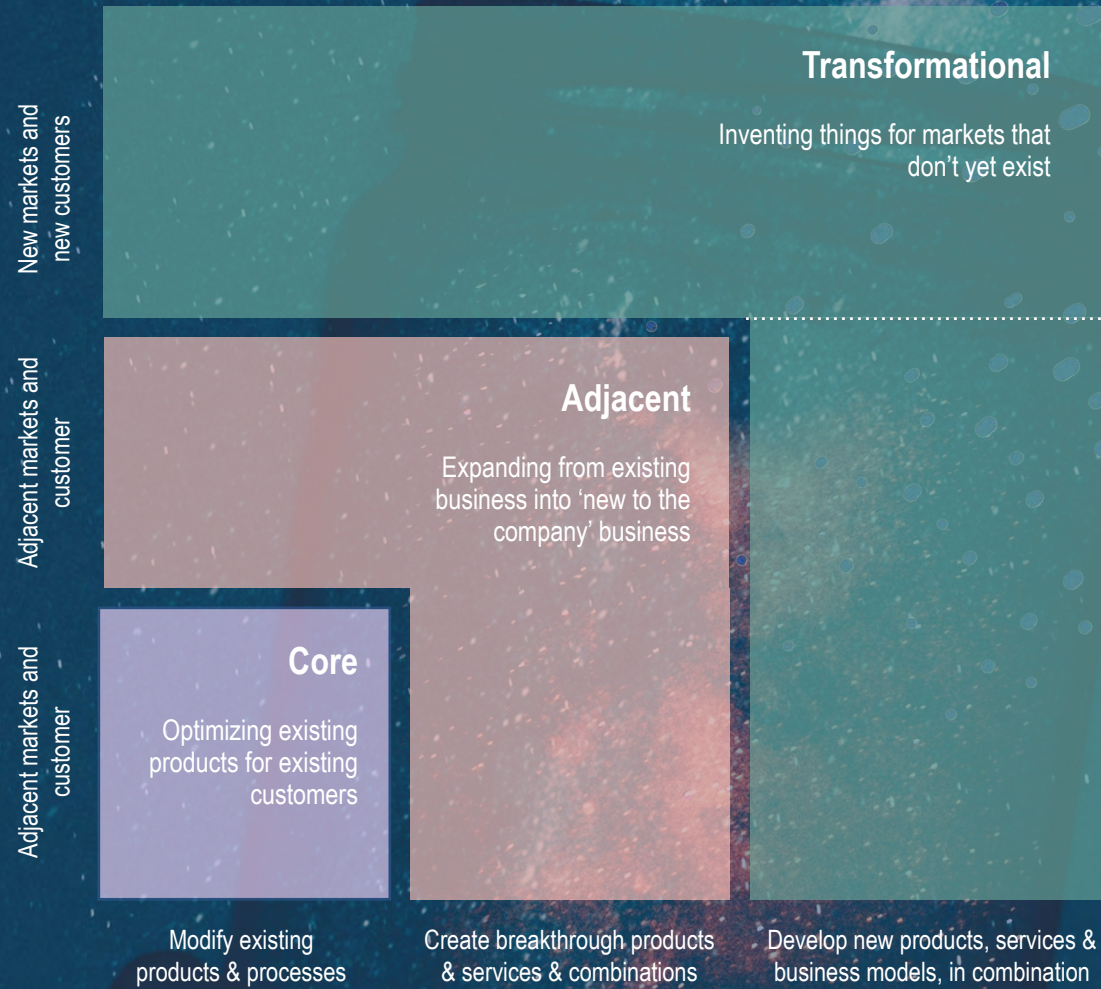 New markets and
new customers
Transformational
Inventing things for markets that
don’t yet exist
Adjacent markets and
customer
Adjacent
Expanding from existing
business into ‘new to the
company’ business
Adjacent markets and
customer
Core
Optimizing existing
products for existing
customers
Modify existing
products & processes
Create breakthrough products
& services & combinations
Develop new products, services &
business models, in combination